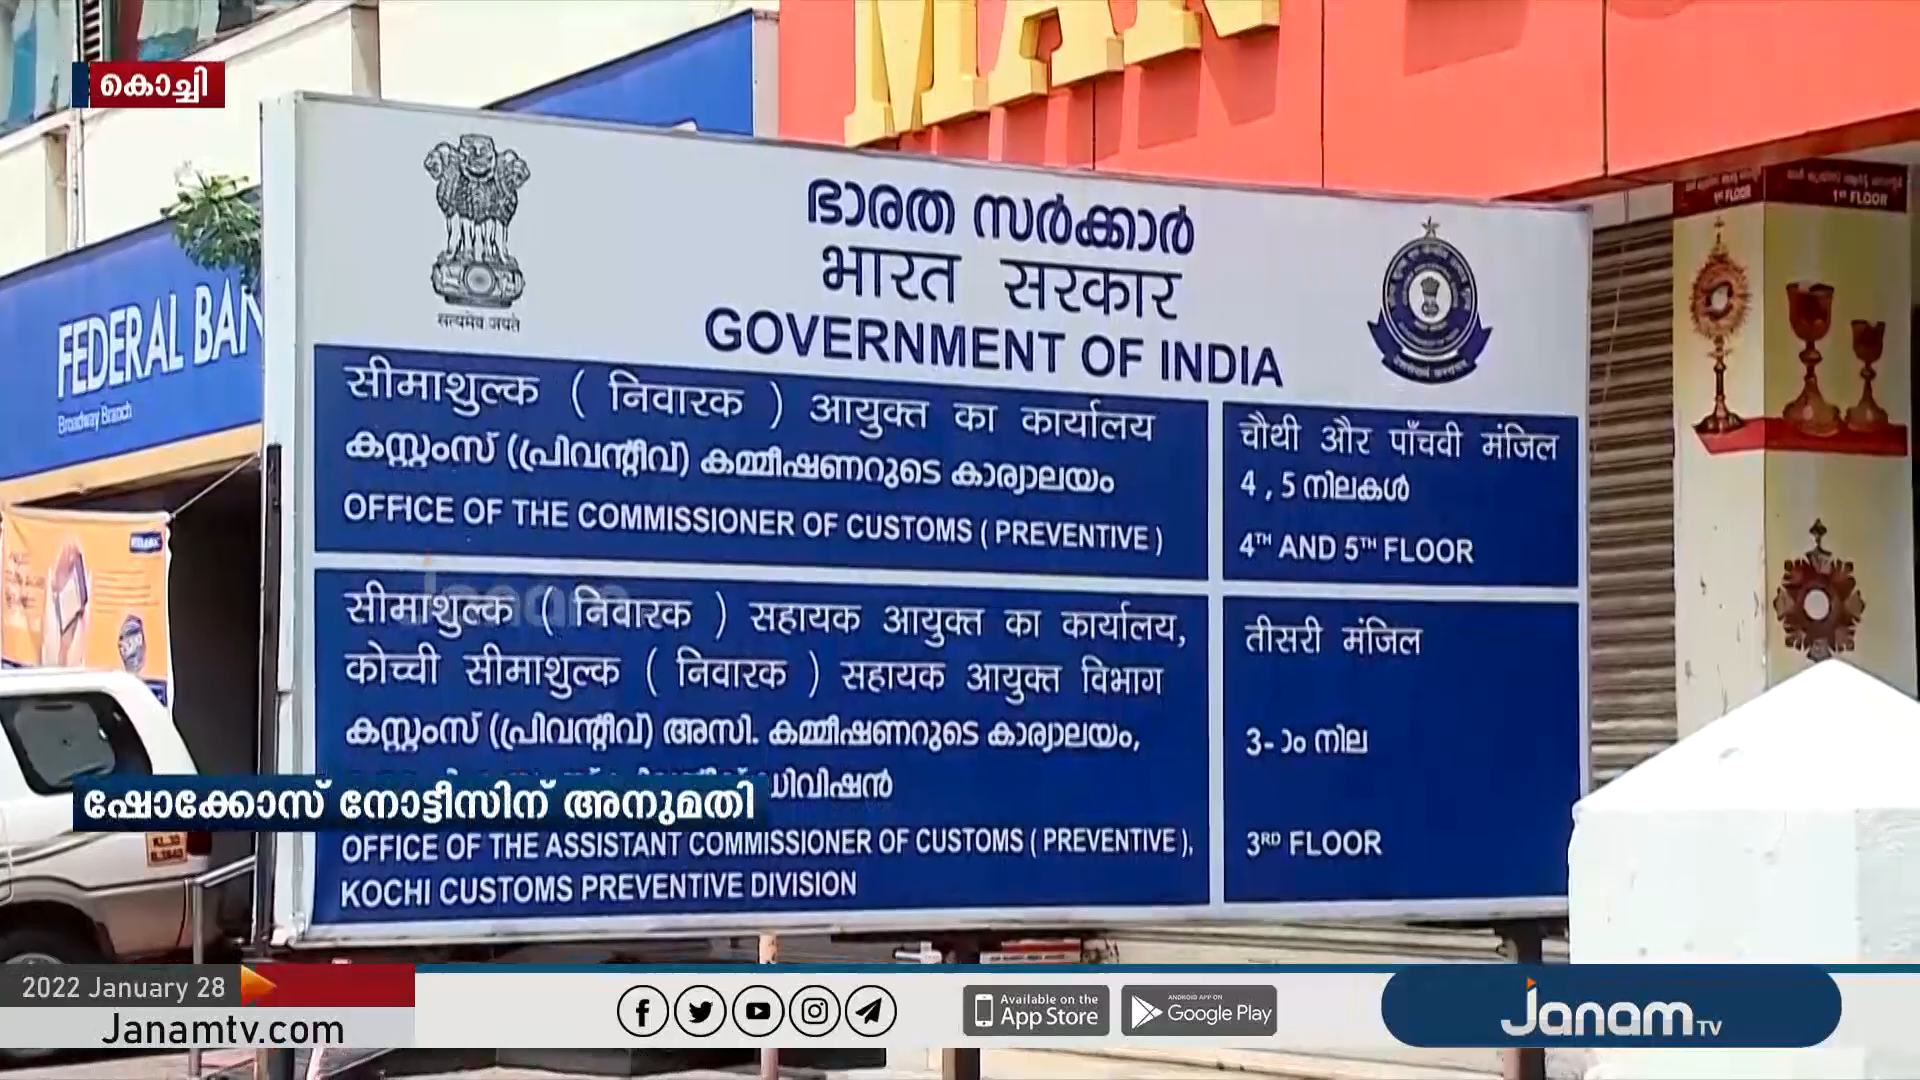 കൊച്ചി
MAN
FEDERAL BAN
Broadway Branch
1ST FLOOR
1ST FLOOR
सत्यमेव जयते
ഭാരത സർക്കാർ
भारत सरकार
GOVERNMENT OF INDIA
सीमाशुल्क ( निवारक ) आयुक्त का कार्यालय
കസ്റ്റംസ് (പ്രിവന്റീവ്) കമ്മീഷണറുടെ കാര്യാലയം
OFFICE OF THE COMMISSIONER OF CUSTOMS ( PREVENTIVE )
चौथी और पाँचवी मंजिल
4 , 5 നിലകൾ
4TH AND 5TH FLOOR
सीमाशुल्क ( निवारक ) सहायक आयुक्त का कार्यालय,
कोच्ची सीमाशुल्क ( निवारक ) सहायक आयुक्त विभाग
കസ്റ്റംസ് (പ്രിവന്റീവ്) അസി. കമ്മീഷണറുടെ കാര്യാലയം,
ഡിവിഷൻ
OFFICE OF THE ASSISTANT COMMISSIONER OF CUSTOMS ( PREVENTIVE ),
KOCHI CUSTOMS PREVENTIVE DIVISION
तीसरी मंजिल
3-ാം നില
3RD FLOOR
janam
ഷോക്കോസ് നോട്ടീസിന് അനുമതി
2022 January 28
Janamtv.com
Available on the
App Store
ANDROID APP ON
Google Play
Janam TV